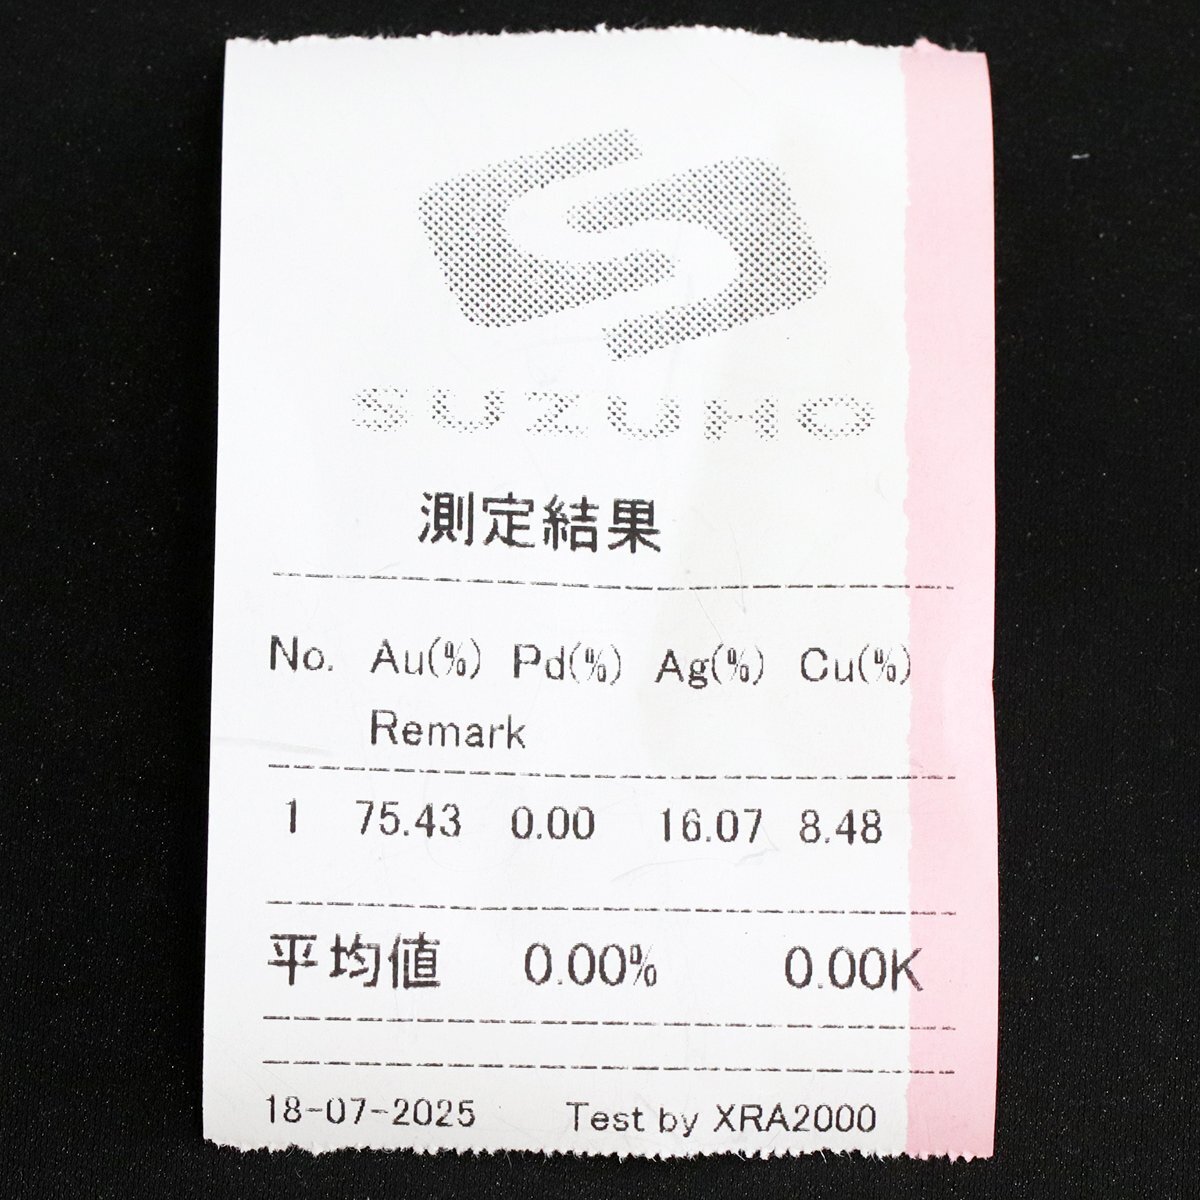 SUZUHO
測定結果
No. Au(%) Pd(%) Ag(%) Cu(%)
Remark
1 75.43 0.00 16.07 8.48
平均値 0.00% 0.00K
18-07-2025 Test by XRA2000